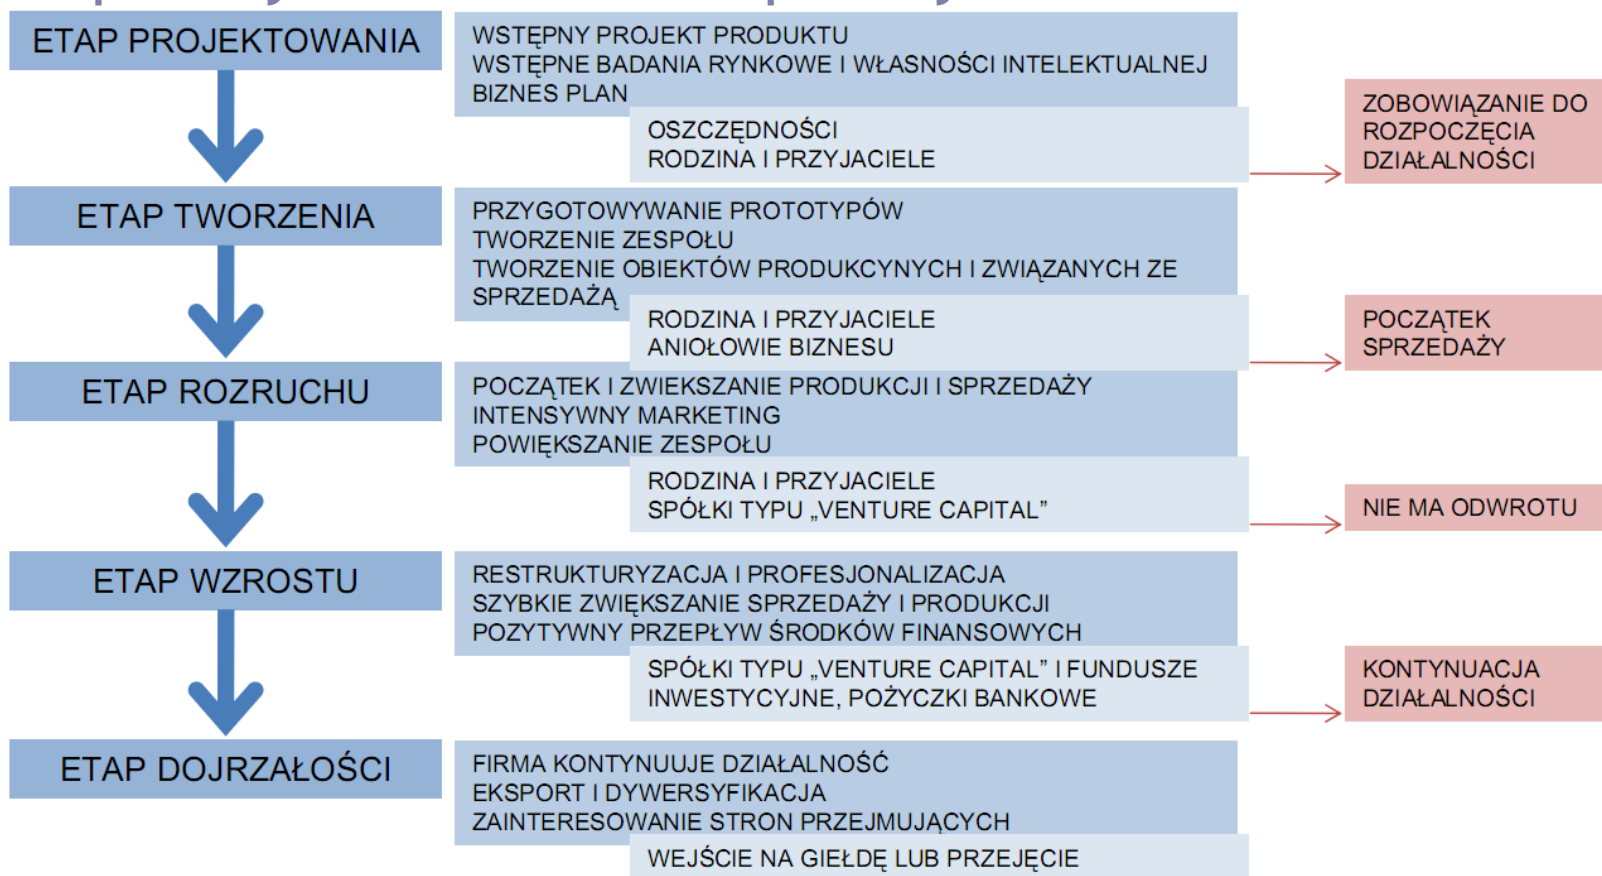 ETAP PROJEKTOWANIA
WSTĘPNY PROJEKT PRODUKTU
WSTĘPNE BADANIA RYNKOWE I WŁASNOŚCI INTELEKTUALNEJ
BIZNES PLAN
OSZCZĘDNOŚCI
RODZINA I PRZYJACIELE
ZOBOWIĄZANIE DO
ROZPOCZĘCIA
DZIAŁALNOŚCI
ETAP TWORZENIA
PRZYGOTOWYWANIE PROTOTYPÓW
TWORZENIE ZESPOŁU
TWORZENIE OBIEKTÓW PRODUKCYNYCH I ZWIĄZANYCH ZE
SPRZEDAŻĄ
RODZINA I PRZYJACIELE
ANIOŁOWIE BIZNESU
POCZĄTEK
SPRZEDAŻY
ETAP ROZRUCHU
POCZĄTEK I ZWIEKSZANIE PRODUKCJI I SPRZEDAŻY
INTENSYWNY MARKETING
POWIĘKSZANIE ZESPOŁU
RODZINA I PRZYJACIELE
SPÓŁKI TYPU „VENTURE CAPITAL”
NIE MA ODWROTU
ETAP WZROSTU
RESTRUKTURYZACJA I PROFESJONALIZACJA
SZYBKIE ZWIĘKSZANIE SPRZEDAŻY I PRODUKCJI
POZYTYWNY PRZEPŁYW ŚRODKÓW FINANSOWYCH
SPÓŁKI TYPU „VENTURE CAPITAL” I FUNDUSZE
INWESTYCYJNE, POŻYCZKI BANKOWE
KONTYNUACJA
DZIAŁALNOŚCI
ETAP DOJRZAŁOŚCI
FIRMA KONTYNUUJE DZIAŁALNOŚĆ
EKSPORT I DYWERSYFIKACJA
ZAINTERESOWANIE STRON PRZEJMUJĄCYCH
WEJŚCIE NA GIEŁDĘ LUB PRZEJĘCIE